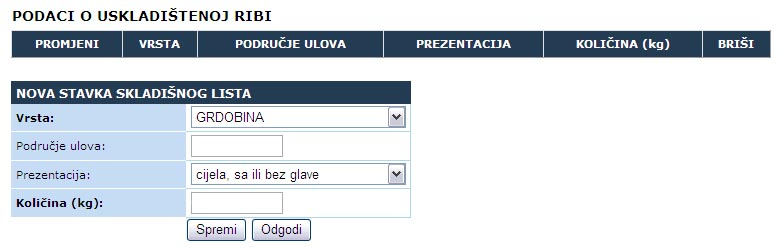 PODACI O USKLADIŠTENOJ RIBI
PROMJENI VRSTA PODRUČJE ULOVA PREZENTACIJA KOLIČINA (kg) BRIŠI
NOVA STAVKA SKLADIŠNOG LISTA
Vrsta: GRDOBINA
Područje ulova:
Prezentacija: cijela, sa ili bez glave
Količina (kg):
Spremi Odgodi